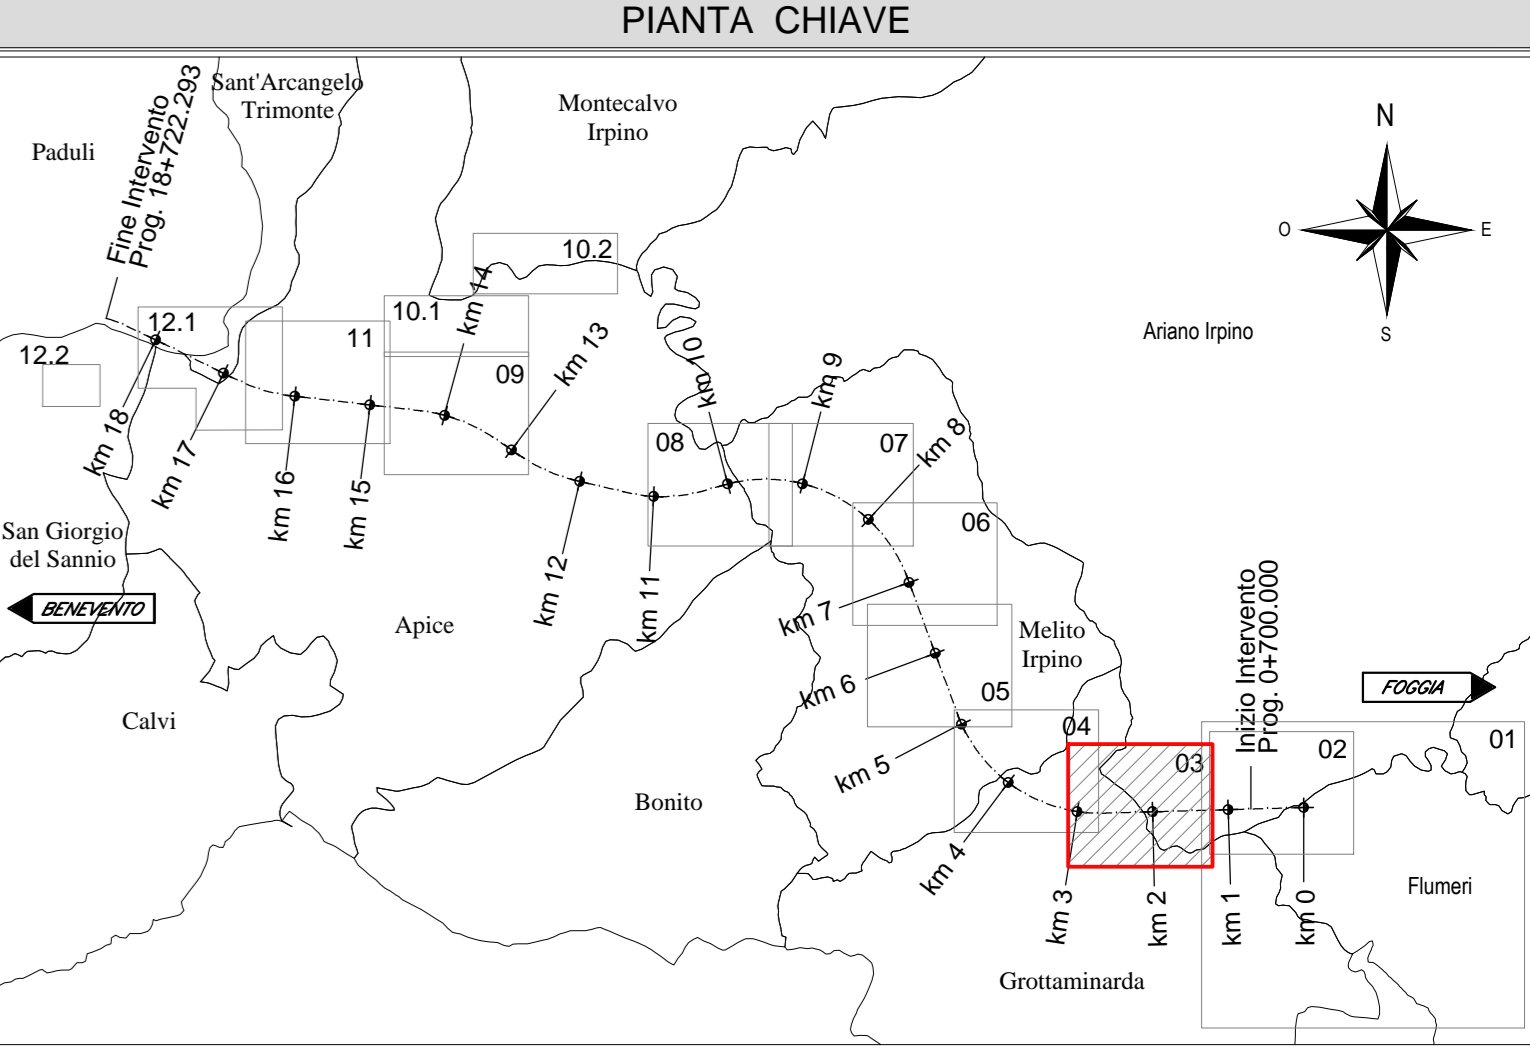 PIANTA CHIAVE
Sant'Arcangelo
Trimonte
Montecalvo
Irpino
Paduli
Fine Intervento
Prog. 18+722.293
N
O
E
S
Ariano Irpino
10.2
10.1
km 14
12.1
11
12.2
09
km 13
km 10
km 9
08
07
km 8
06
km 18
km 17
km 16
km 15
km 12
km 11
San Giorgio
del Sannio
BENEVENTO
Apice
km 7
Melito
Irpino
km 6
05
Inizio Intervento
Prog. 0+700.000
FOGGIA
Calvi
04
03
02
01
km 5
Bonito
km 4
km 3
km 2
km 1
km 0
Flumeri
Grottaminarda